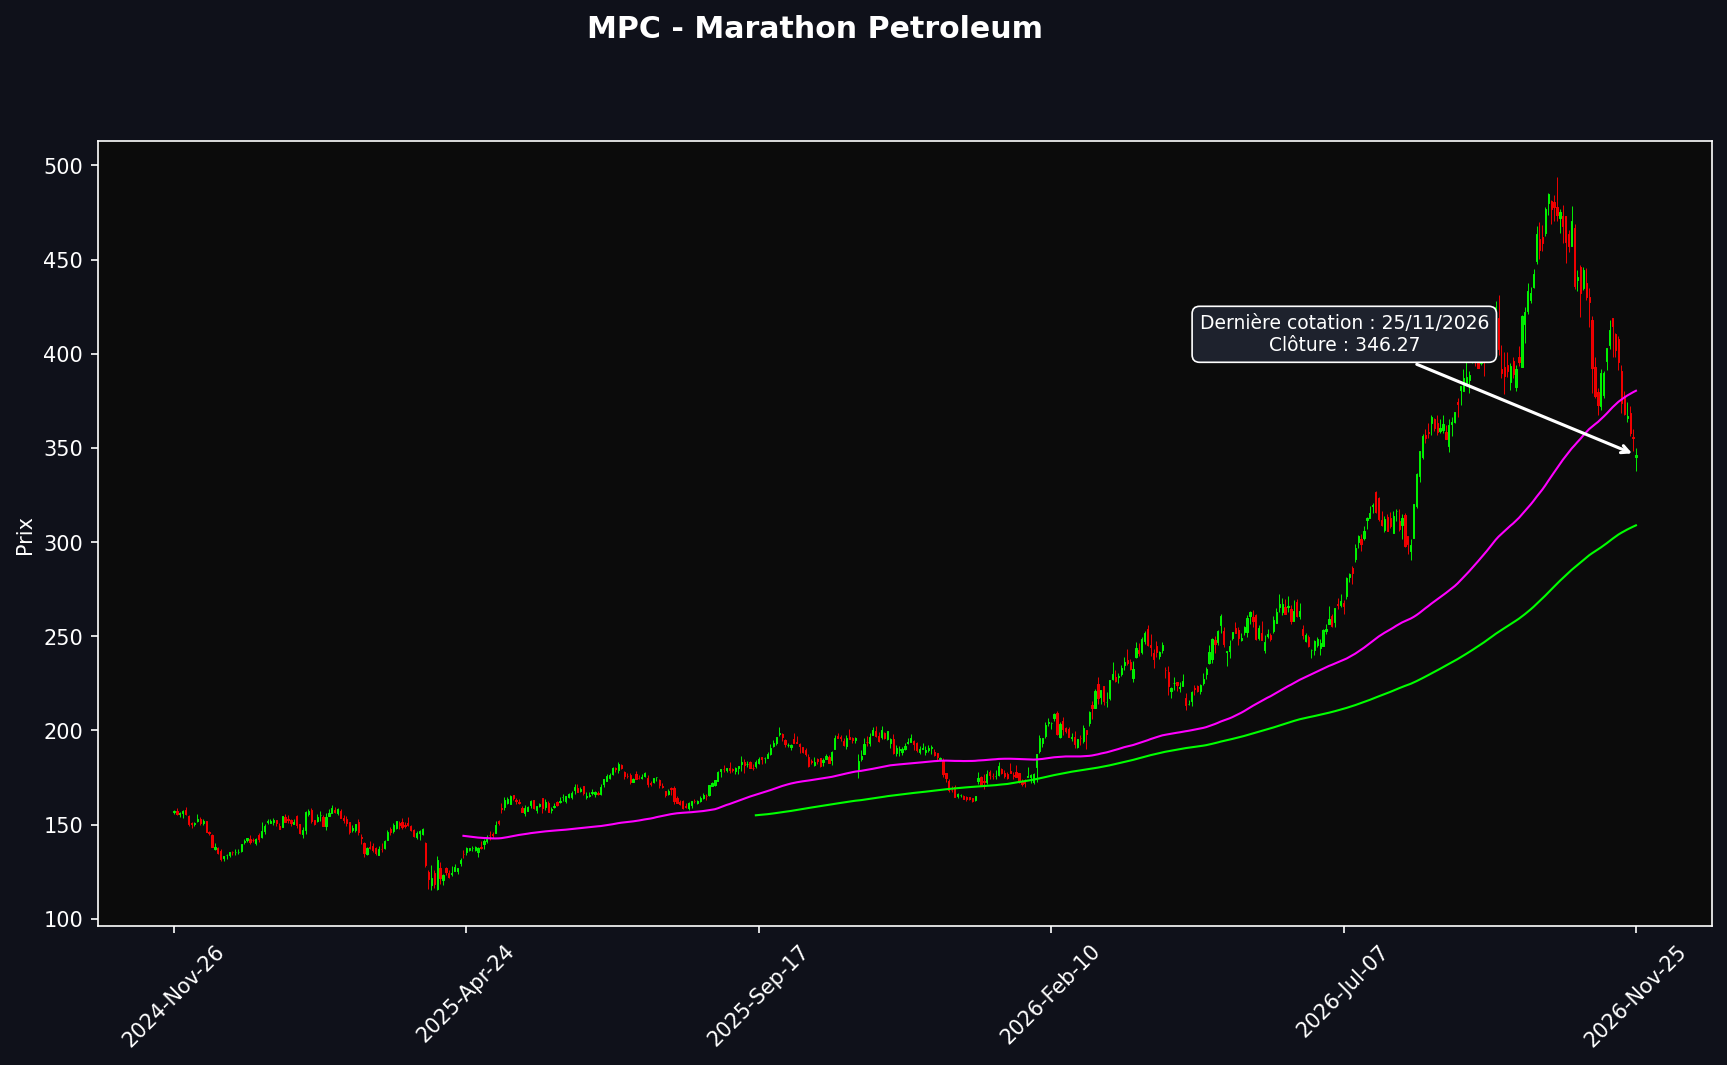 MPC - Marathon Petroleum
500
450
400
350
300
250
200
150
100
Prix
Dernière cotation : 25/11/2026
Clôture : 346.27
2024-Nov-26
2025-Apr-24
2025-Sep-17
2026-Feb-10
2026-Jul-07
2026-Nov-25